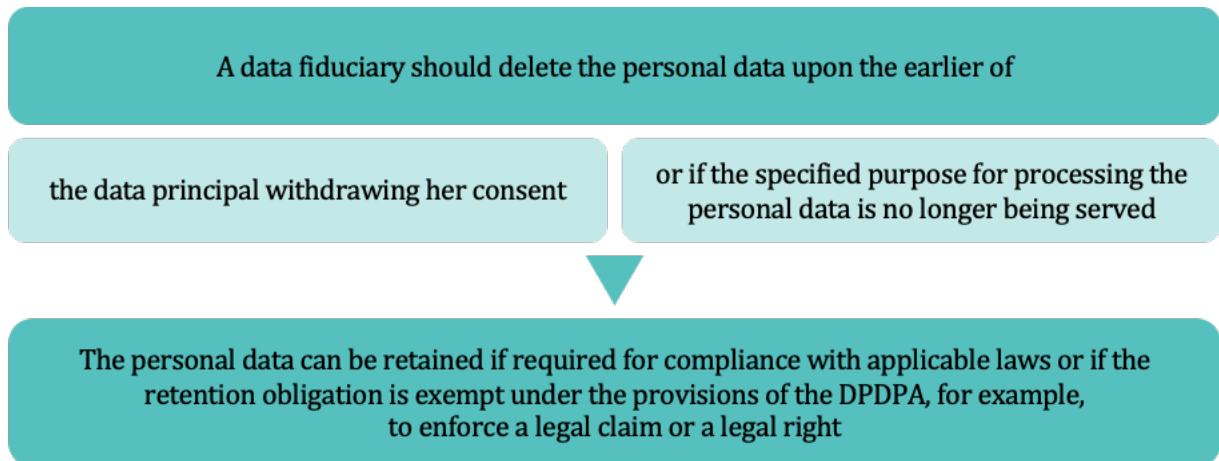 A data fiduciary should delete the personal data upon the earlier of
the data principal withdrawing her consent
or if the specified purpose for processing the
personal data is no longer being served
The personal data can be retained if required for compliance with applicable laws or if the
retention obligation is exempt under the provisions of the DPDPA, for example,
to enforce a legal claim or a legal right